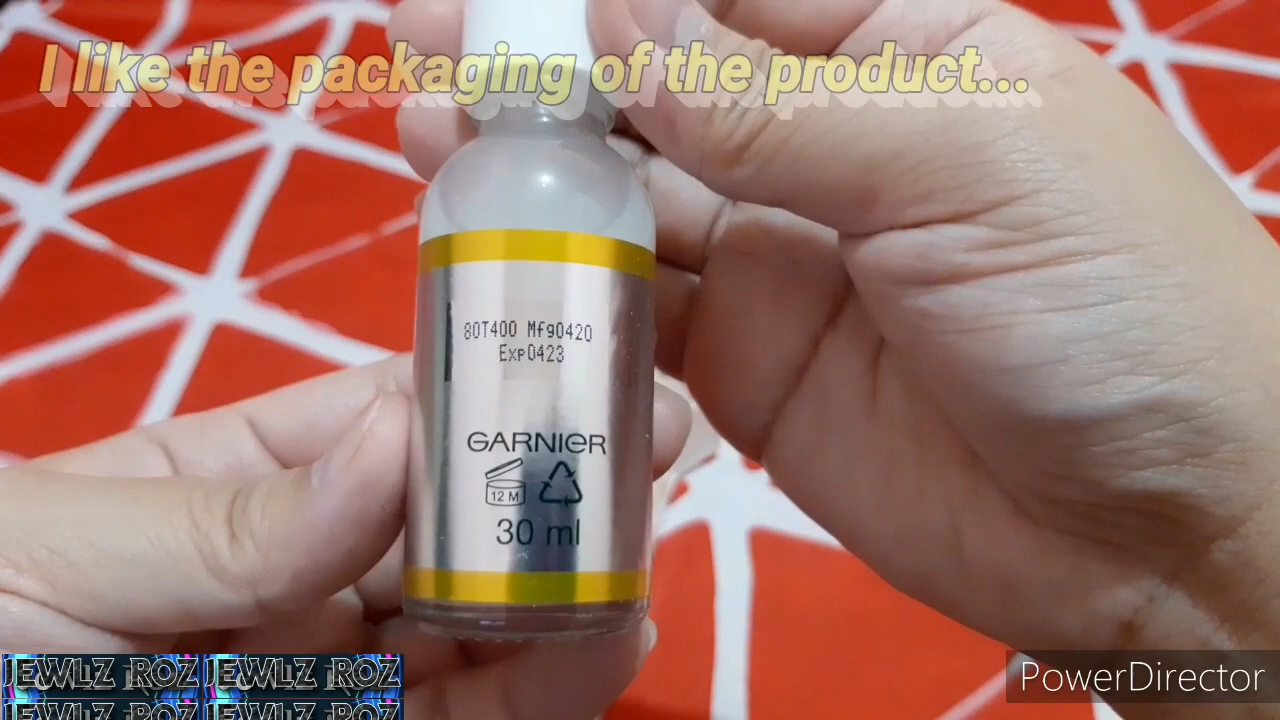 I like the packaging of the product...
80T400 Mfg0420
Exp0423
GARNIER
12 M
30 ml
JEWLZ ROZ JEWLZ ROZ
PowerDirector